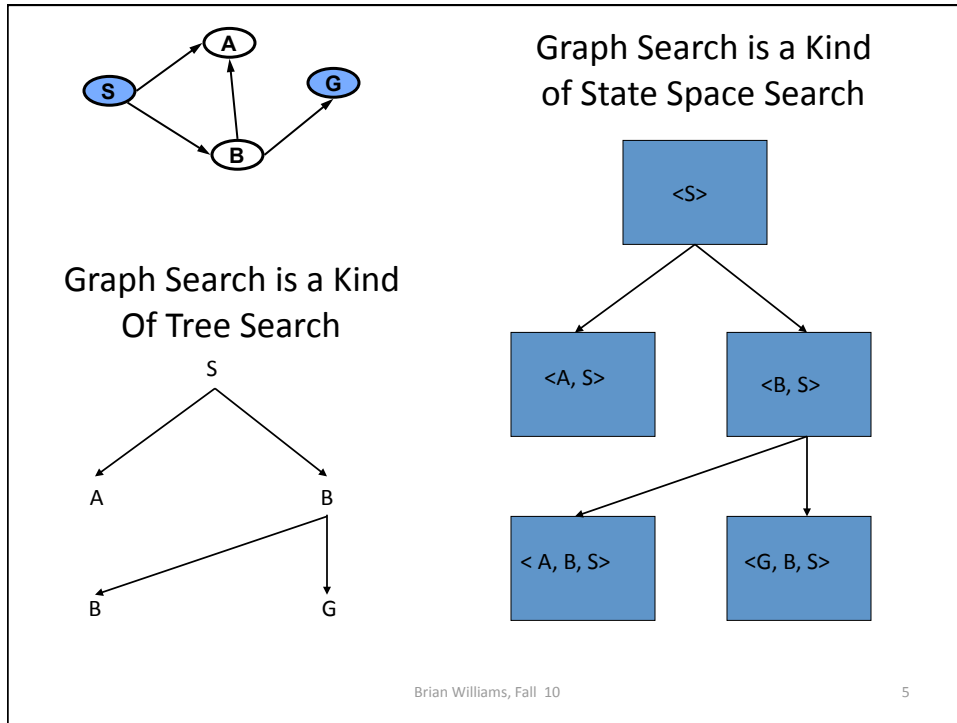 A
S
G
B
Graph Search is a Kind
Of Tree Search
S
A B
B G
Graph Search is a Kind
of State Space Search
<S>
<A, S> <B, S>
< A, B, S> <G, B, S>
Brian Williams, Fall 10 5